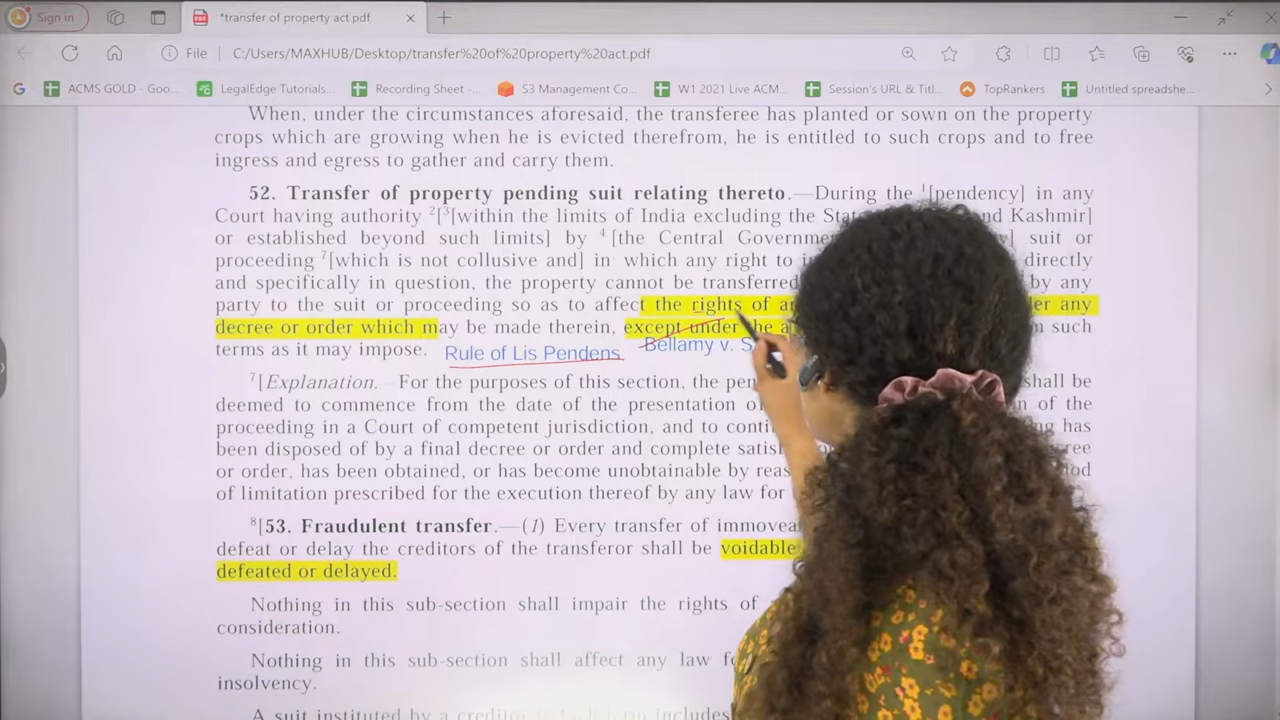 Sign in
*transfer of property act.pdf
File
C:/Users/MAXHUB/Desktop/transfer%20of%20property%20act.pdf
ACMS GOLD - Goo...
LegalEdge Tutorials...
Recording Sheet -...
S3 Management Co...
W1 2021 Live ACM...
Session's URL & Titl...
TopRankers
Untitled spreadshe...
When, under the circumstances aforesaid, the transferee has planted or sown on the property
crops which are growing when he is evicted therefrom, he is entitled to such crops and to free
ingress and egress to gather and carry them.
52. Transfer of property pending suit relating thereto.—During the 1[pendency] in any
Court having authority 2[3[within the limits of India excluding the and Kashmir]
or established beyond such limits] by 4[the Central suit or
proceeding 7[which is not collusive and] in which any right to directly
and specifically in question, the property cannot be transferred by any
party to the suit or proceeding so as to affect the rights of any
decree or order which may be made therein, except under the such
terms as it may impose. Rule of Lis Pendens Bellamy v.
7[Explanation. For the purposes of this section, the shall be
deemed to commence from the date of the presentation of the
proceeding in a Court of competent jurisdiction, and to has
been disposed of by a final decree or order and complete
or order, has been obtained, or has become unobtainable by
of limitation prescribed for the execution thereof by any law for
8[53. Fraudulent transfer.—(1) Every transfer of
defeat or delay the creditors of the transferor shall be voidable
defeated or delayed.
Nothing in this sub-section shall impair the rights of
consideration.
Nothing in this sub-section shall affect any law
insolvency.
A suit instituted by a creditor includes